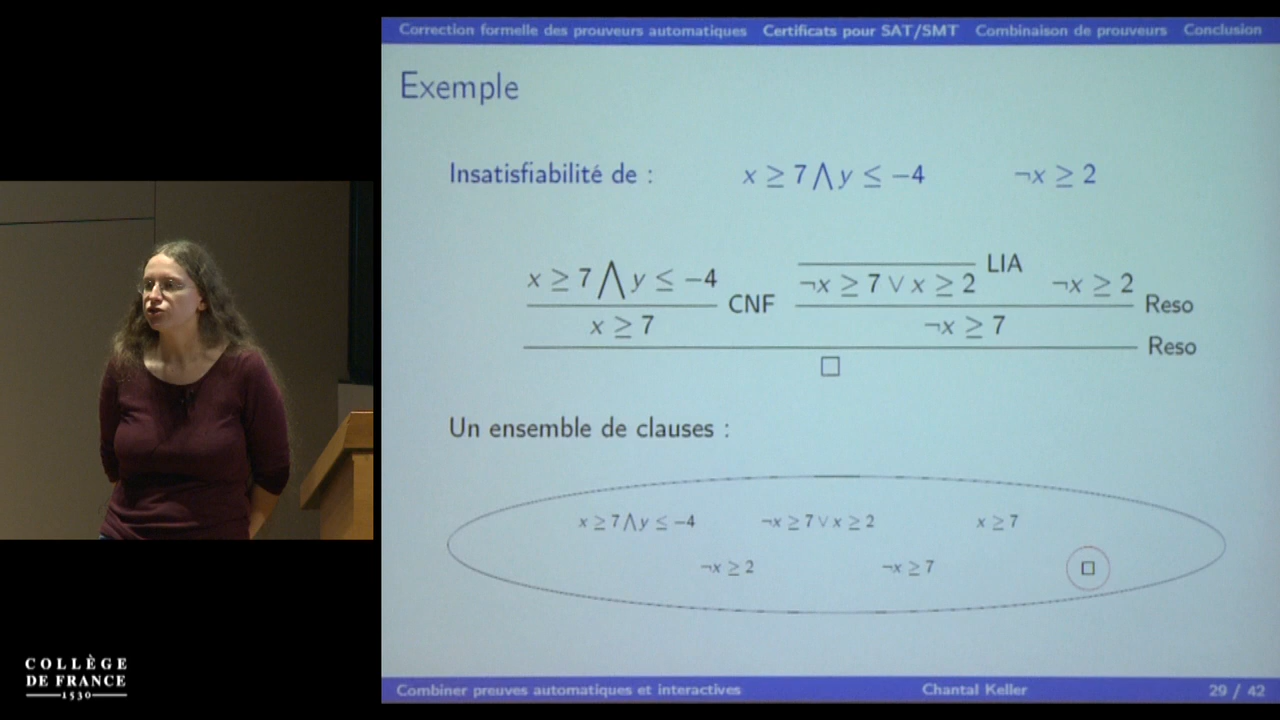 Correction formelle des prouveurs automatiques Certificats pour SAT/SMT Combinaison de prouveurs Conclusion
Exemple
Insatisfiabilité de : x ≥ 7 ⋀ y ≤ −4 ¬x ≥ 2
LIA
x ≥ 7 ⋀ y ≤ −4 ¬x ≥ 7 ∨ x ≥ 2 ¬x ≥ 2
CNF Reso
x ≥ 7 ¬x ≥ 7
Reso
□
Un ensemble de clauses :
x ≥ 7 ⋀ y ≤ −4 ¬x ≥ 7 ∨ x ≥ 2 x ≥ 7
¬x ≥ 2 ¬x ≥ 7 □
COLLÈGE
DE FRANCE
1530
Combiner preuves automatiques et interactives Chantal Keller 29 / 42